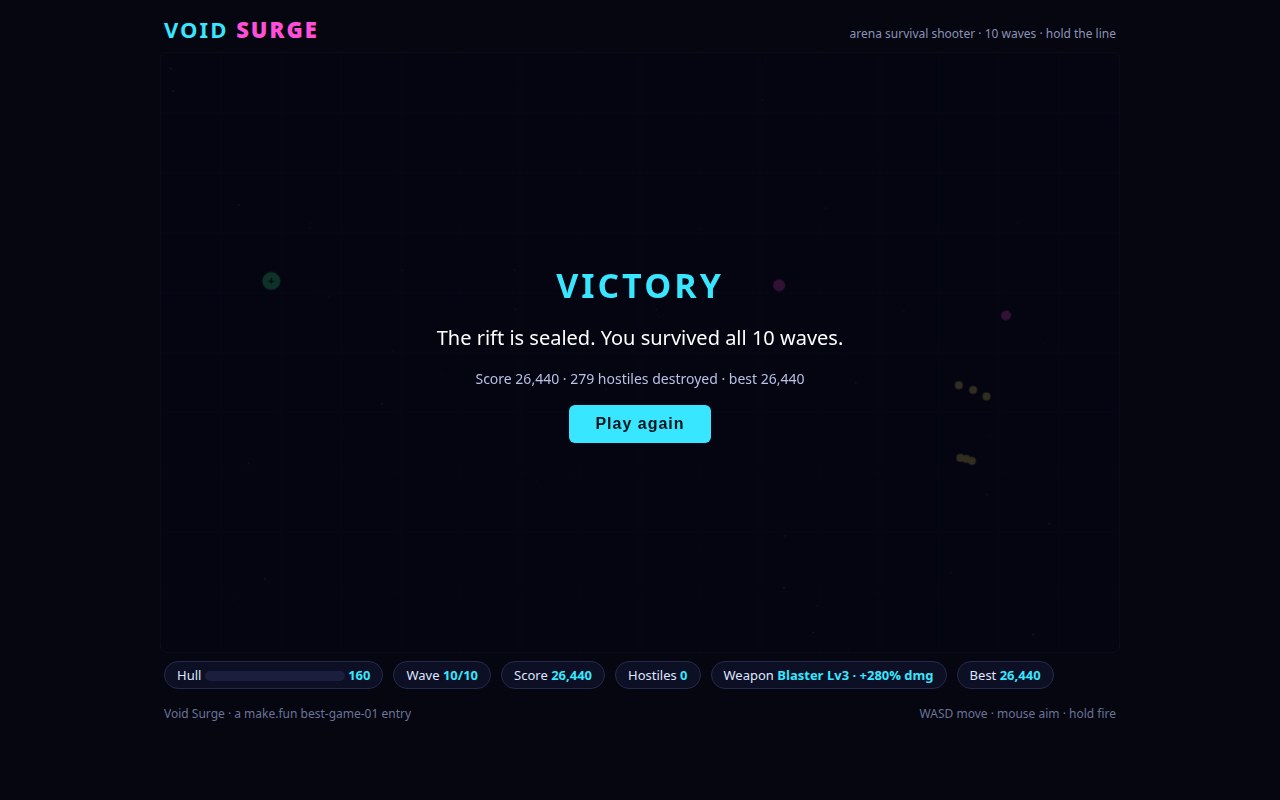 VOID SURGE
arena survival shooter · 10 waves · hold the line
VICTORY
The rift is sealed. You survived all 10 waves.
Score 26,440 · 279 hostiles destroyed · best 26,440
Play again
Hull 160 Wave 10/10 Score 26,440 Hostiles 0 Weapon Blaster Lv3 · +280% dmg Best 26,440
Void Surge · a make.fun best-game-01 entry
WASD move · mouse aim · hold fire